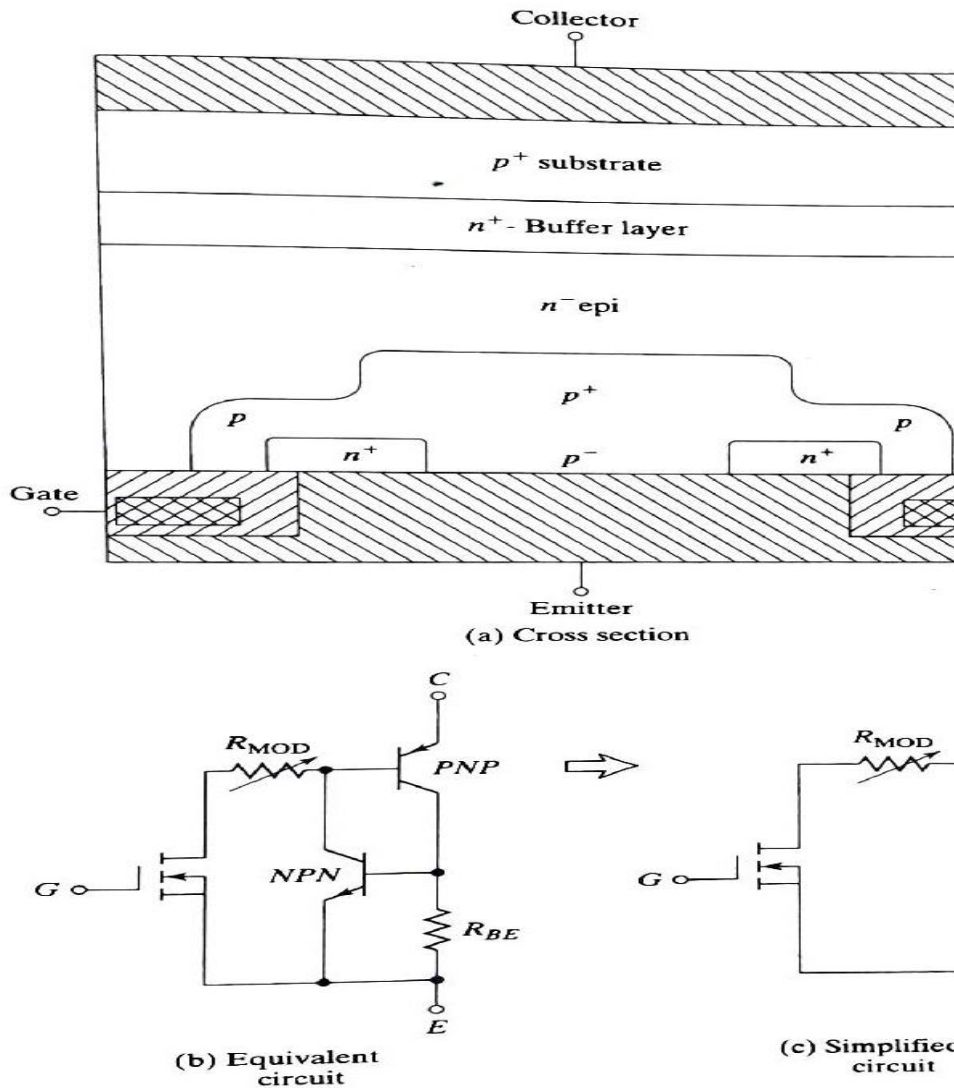 Collector
p+ substrate
n+- Buffer layer
n− epi
p+
p
p
n+
p−
n+
Gate
Emitter
(a) Cross section
C
RMOD
PNP
NPN
G
RBE
E
(b) Equivalent
circuit
RMOD
G
(c) Simplified
circuit